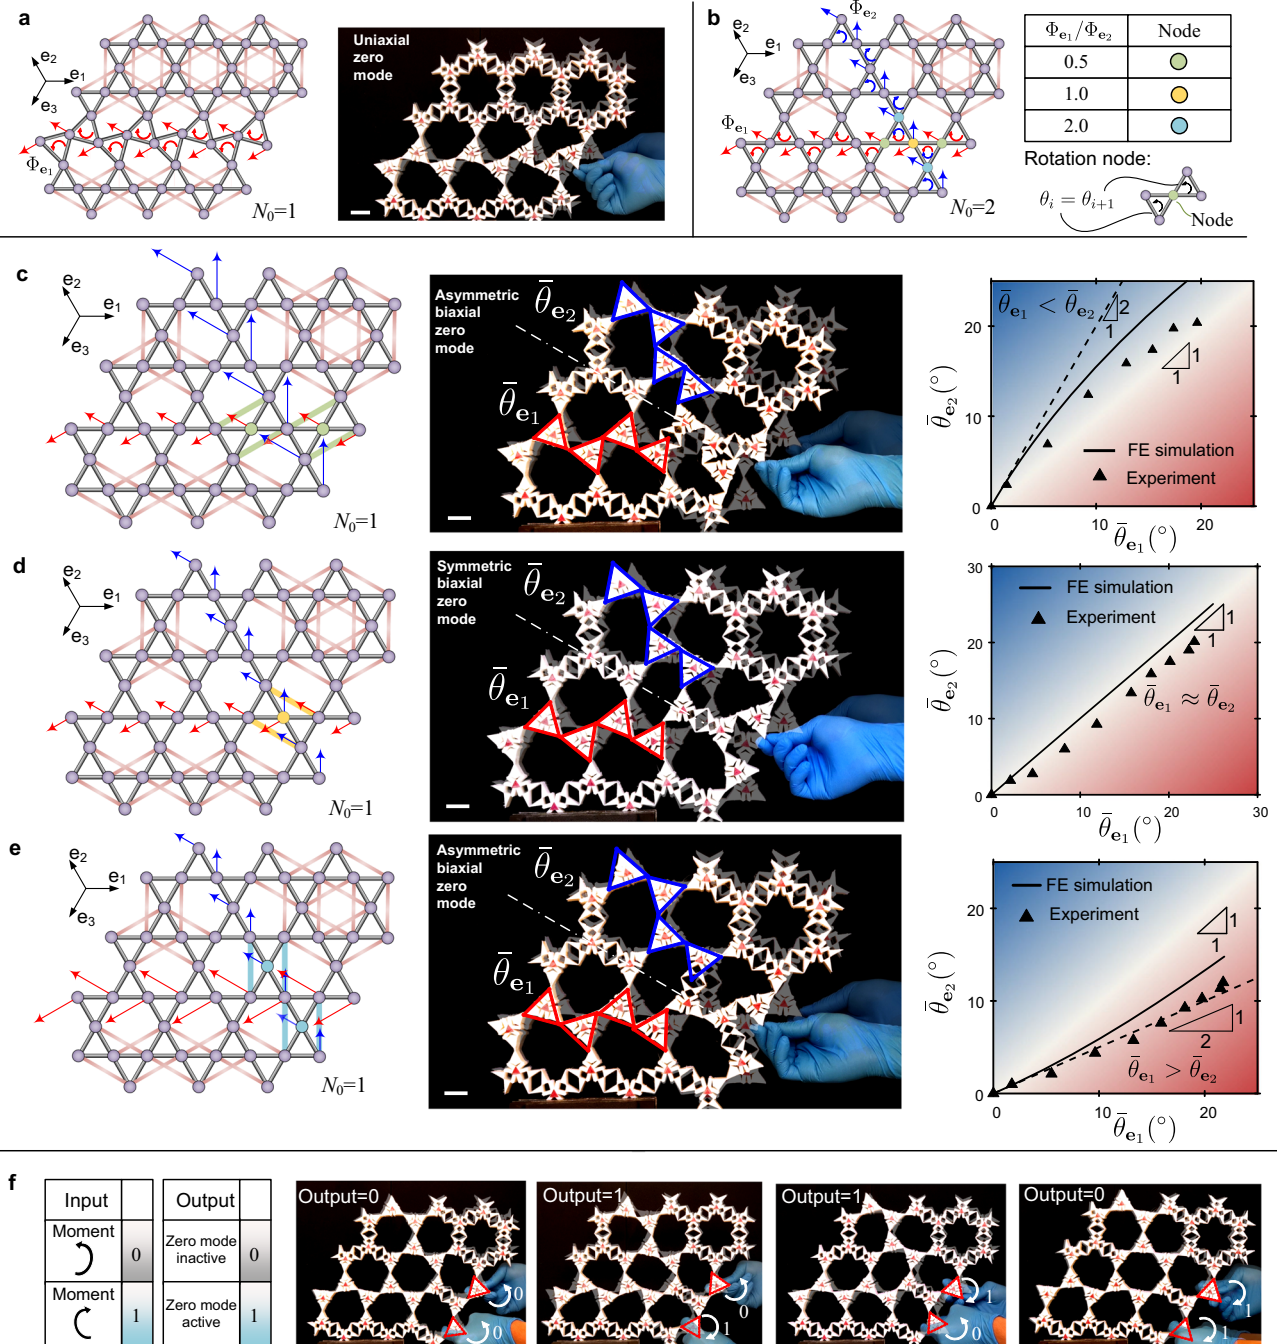 a
e₂
e₁
e₃
Φe₁
N₀=1
Uniaxial
zero
mode
b
e₂
e₁
e₃
Φe₂
Φe₁
N₀=2
Φe₁/Φe₂ Node
0.5
1.0
2.0
Rotation node:
θᵢ = θᵢ₊₁
Node
c
e₂
e₁
e₃
N₀=1
Asymmetric
biaxial
zero
mode
θ̄e₂
θ̄e₁
θ̄e₁ < θ̄e₂
2
1
1
1
FE simulation
Experiment
20
10
0
0 10 20
θ̄e₂(°)
θ̄e₁(°)
d
e₂
e₁
e₃
N₀=1
Symmetric
biaxial
zero
mode
θ̄e₂
θ̄e₁
30
FE simulation
Experiment
1
1
θ̄e₁ ≈ θ̄e₂
20
10
0
0 10 20 30
θ̄e₂(°)
θ̄e₁(°)
e
e₂
e₁
e₃
N₀=1
Asymmetric
biaxial
zero
mode
θ̄e₂
θ̄e₁
FE simulation
Experiment
1
1
1
2
θ̄e₁ > θ̄e₂
20
10
0
0 10 20
θ̄e₂(°)
θ̄e₁(°)
f
Input
Moment
0
Moment
1
Output
Zero mode
inactive
0
Zero mode
active
1
Output=0
0
0
Output=1
0
1
Output=1
1
0
Output=0
1
1